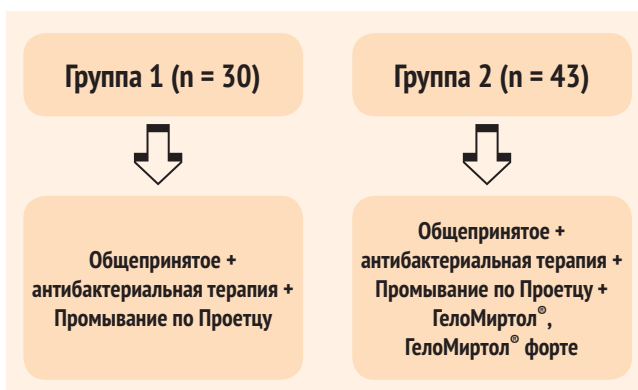 Группа 1 (n = 30)
Группа 2 (n = 43)
Общепринятое +
антибактериальная терапия +
Промывание по Проетцу
Общепринятое +
антибактериальная терапия +
Промывание по Проетцу +
ГелоМиртол®,
ГелоМиртол® форте